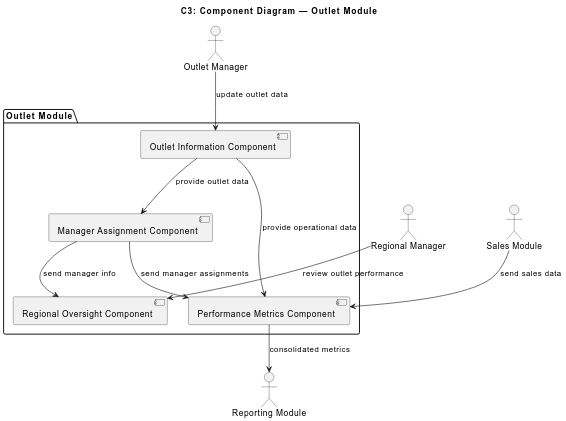 C3: Component Diagram — Outlet Module
Outlet Manager
update outlet data
Outlet Module
Outlet Information Component
provide outlet data
Manager Assignment Component
provide operational data
Regional Manager
Sales Module
send manager info
send manager assignments
review outlet performance
send sales data
Regional Oversight Component
Performance Metrics Component
consolidated metrics
Reporting Module